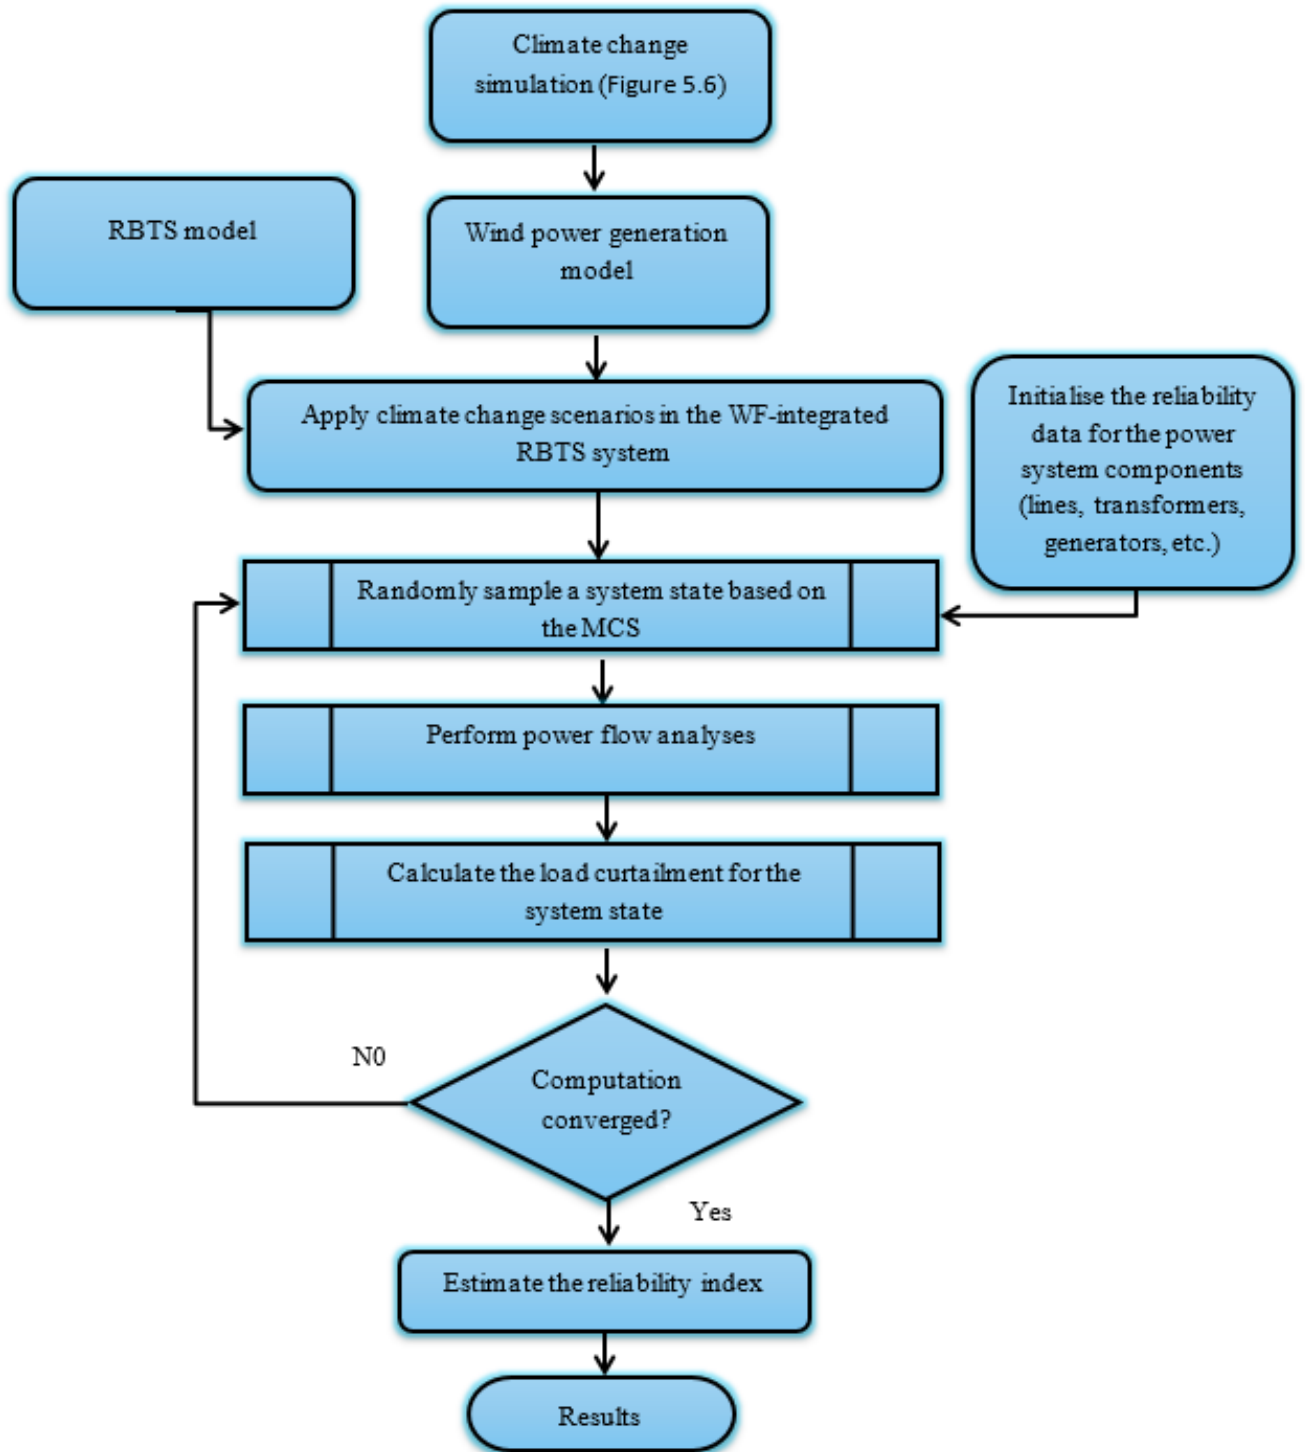 Climate change
simulation (Figure 5.6)
RBTS model
Wind power generation
model
Apply climate change scenarios in the WF-integrated
RBTS system
Initialise the reliability
data for the power
system components
(lines, transformers,
generators, etc.)
Randomly sample a system state based on
the MCS
Perform power flow analyses
Calculate the load curtailment for the
system state
N0
Computation
converged?
Yes
Estimate the reliability index
Results